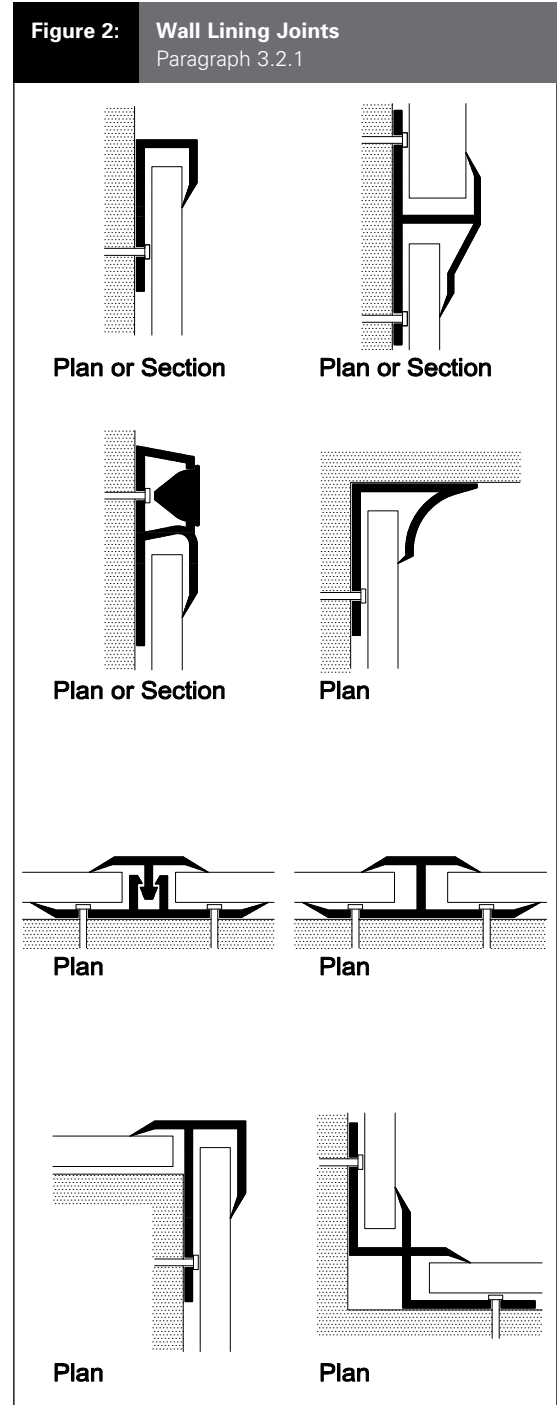 Figure 2: Wall Lining Joints
Paragraph 3.2.1
Plan or Section Plan or Section
Plan or Section Plan
Plan Plan
Plan Plan